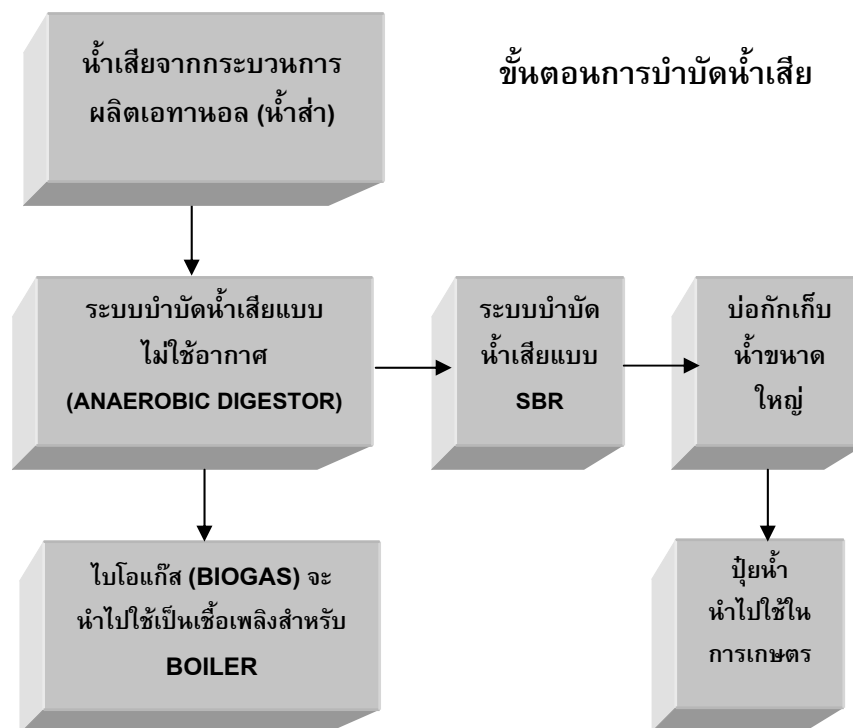 น้ำเสียจากกระบวนการ
ผลิตเอทานอล (น้ำส่า)
ขั้นตอนการบำบัดน้ำเสีย
ระบบบำบัดน้ำเสียแบบ
ไม่ใช้อากาศ
(ANAEROBIC DIGESTOR)
ระบบบำบัด
น้ำเสียแบบ
SBR
บ่อกักเก็บ
น้ำขนาด
ใหญ่
ไบโอแก๊ส (BIOGAS) จะ
นำไปใช้เป็นเชื้อเพลิงสำหรับ
BOILER
ปุ๋ยน้ำ
นำไปใช้ใน
การเกษตร